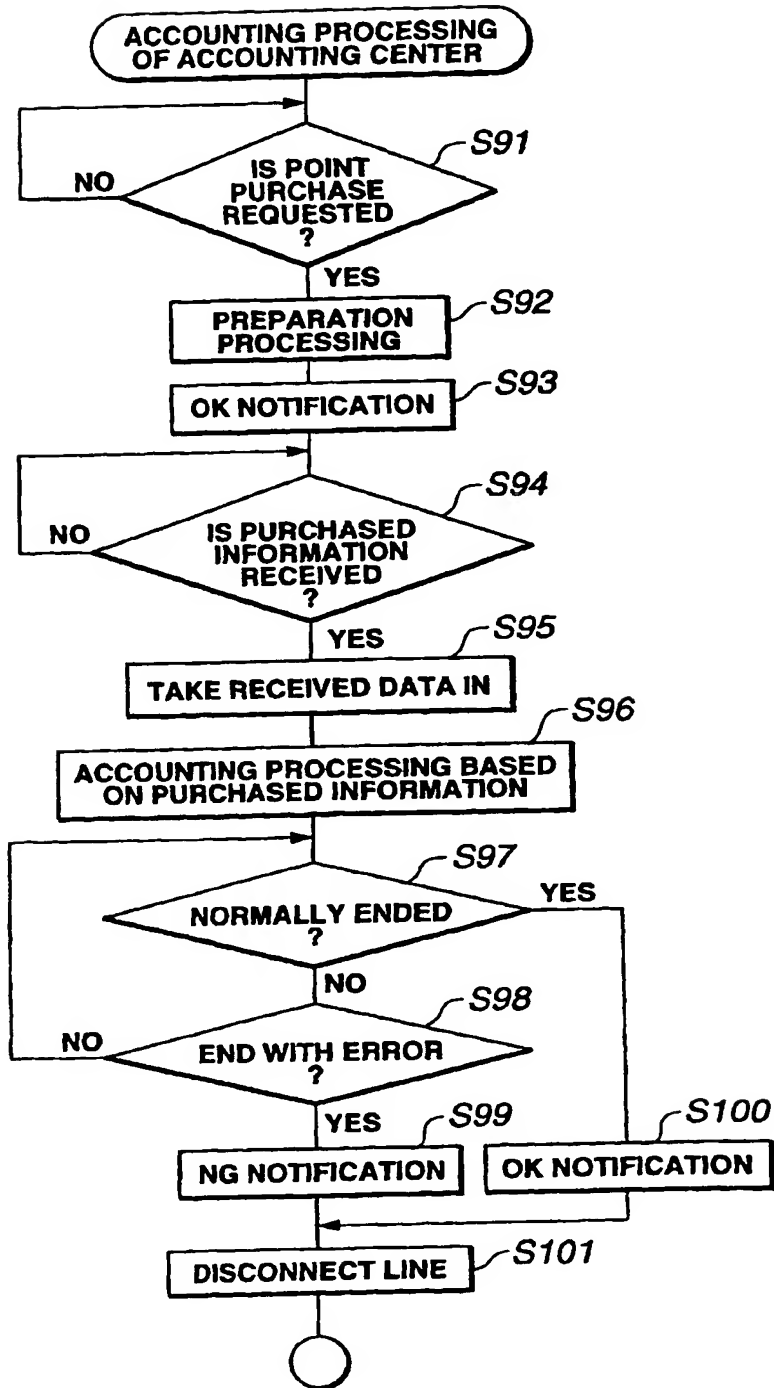 ACCOUNTING PROCESSING
OF ACCOUNTING CENTER
S91
IS POINT
PURCHASE
REQUESTED
?
NO
YES
S92
PREPARATION
PROCESSING
S93
OK NOTIFICATION
S94
IS PURCHASED
INFORMATION
RECEIVED
?
NO
YES
S95
TAKE RECEIVED DATA IN
S96
ACCOUNTING PROCESSING BASED
ON PURCHASED INFORMATION
S97
NORMALLY ENDED
?
YES
NO
S98
END WITH ERROR
?
NO
YES
S99
NG NOTIFICATION
S100
OK NOTIFICATION
S101
DISCONNECT LINE